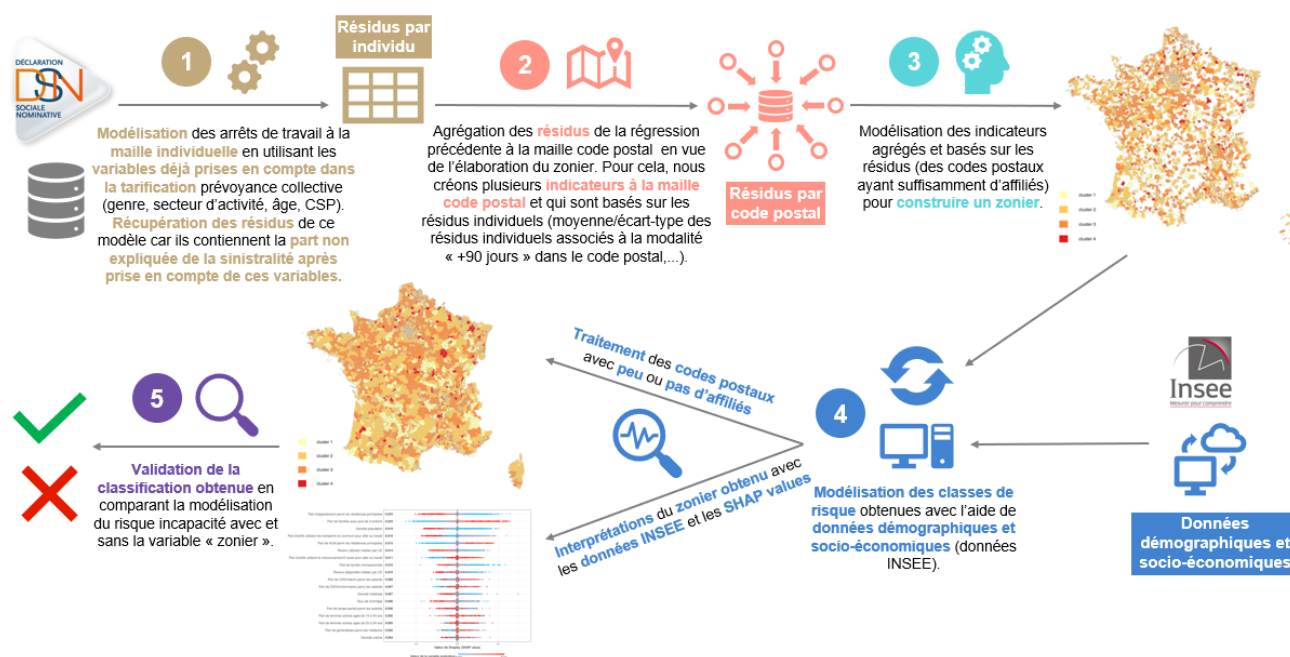 DÉCLARATION
DSN
SOCIALE
NOMINATIVE
1
Modélisation des arrêts de travail à la
maille individuelle en utilisant les
variables déjà prises en compte dans
la tarification prévoyance collective
(genre, secteur d'activité, âge, CSP).
Récupération des résidus de ce
modèle car ils contiennent la part non
expliquée de la sinistralité après
prise en compte de ces variables.
Résidus par
individu
2
Agrégation des résidus de la régression
précédente à la maille code postal en vue
de l'élaboration du zonier. Pour cela, nous
créons plusieurs indicateurs à la maille
code postal et qui sont basés sur les
résidus individuels (moyenne/écart-type des
résidus individuels associés à la modalité
« +90 jours » dans le code postal,...).
Résidus par
code postal
3
Modélisation des indicateurs
agrégés et basés sur les
résidus (des codes postaux
ayant suffisamment d'affiliés)
pour construire un zonier.
cluster 1
cluster 2
cluster 3
cluster 4
Insee
Mesurer pour comprendre
Données
démographiques et
socio-économiques
4
Modélisation des classes de
risque obtenues avec l'aide de
données démographiques et
socio-économiques (données
INSEE).
Traitement des codes postaux
avec peu ou pas d'affiliés
Interprétations du zonier obtenu avec
les données INSEE et les SHAP values
cluster 1
cluster 2
cluster 3
cluster 4
5
Validation de la
classification obtenue en
comparant la modélisation
du risque incapacité avec et
sans la variable « zonier ».